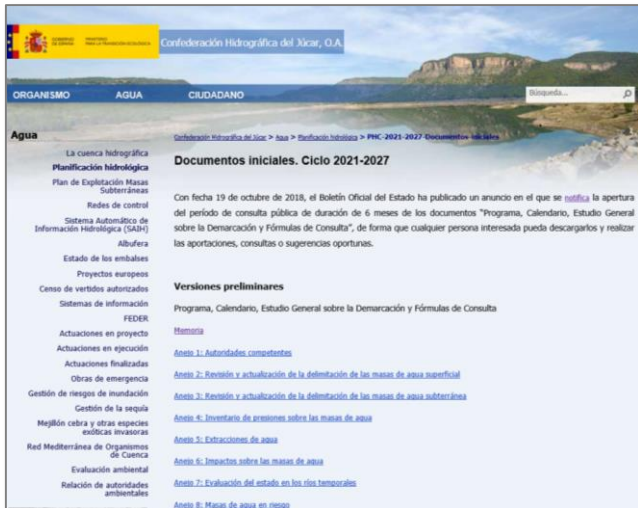 GOBIERNO
DE ESPAÑA
MINISTERIO
PARA LA TRANSICIÓN ECOLÓGICA
Confederación Hidrográfica del Júcar, O.A.
ORGANISMO
AGUA
CIUDADANO
Búsqueda...
Agua
La cuenca hidrográfica
Planificación hidrológica
Plan de Explotación Masas
Subterráneas
Redes de control
Sistema Automático de
Información Hidrológica (SAIH)
Albufera
Estado de los embalses
Proyectos europeos
Censo de vertidos autorizados
Sistemas de información
FEDER
Actuaciones en proyecto
Actuaciones en ejecución
Actuaciones finalizadas
Obras de emergencia
Gestión de riesgos de inundación
Gestión de la sequía
Mejillón cebra y otras especies
exóticas invasoras
Red Mediterránea de Organismos
de Cuenca
Evaluación ambiental
Relación de autoridades
ambientales
Confederación Hidrográfica del Júcar > Agua > Planificación hidrológica > PHC-2021-2027-Documentos iniciales
Documentos iniciales. Ciclo 2021-2027
Con fecha 19 de octubre de 2018, el Boletín Oficial del Estado ha publicado un anuncio en el que se notifica la apertura
del período de consulta pública de duración de 6 meses de los documentos "Programa, Calendario, Estudio General
sobre la Demarcación y Fórmulas de Consulta", de forma que cualquier persona interesada pueda descargarlos y realizar
las aportaciones, consultas o sugerencias oportunas.
Versiones preliminares
Programa, Calendario, Estudio General sobre la Demarcación y Fórmulas de Consulta
Memoria
Anejo 1: Autoridades competentes
Anejo 2: Revisión y actualización de la delimitación de las masas de agua superficial
Anejo 3: Revisión y actualización de la delimitación de las masas de agua subterránea
Anejo 4: Inventario de presiones sobre las masas de agua
Anejo 5: Extracciones de agua
Anejo 6: Impactos sobre las masas de agua
Anejo 7: Evaluación del estado en los ríos temporales
Anejo 8: Masas de agua en riesgo